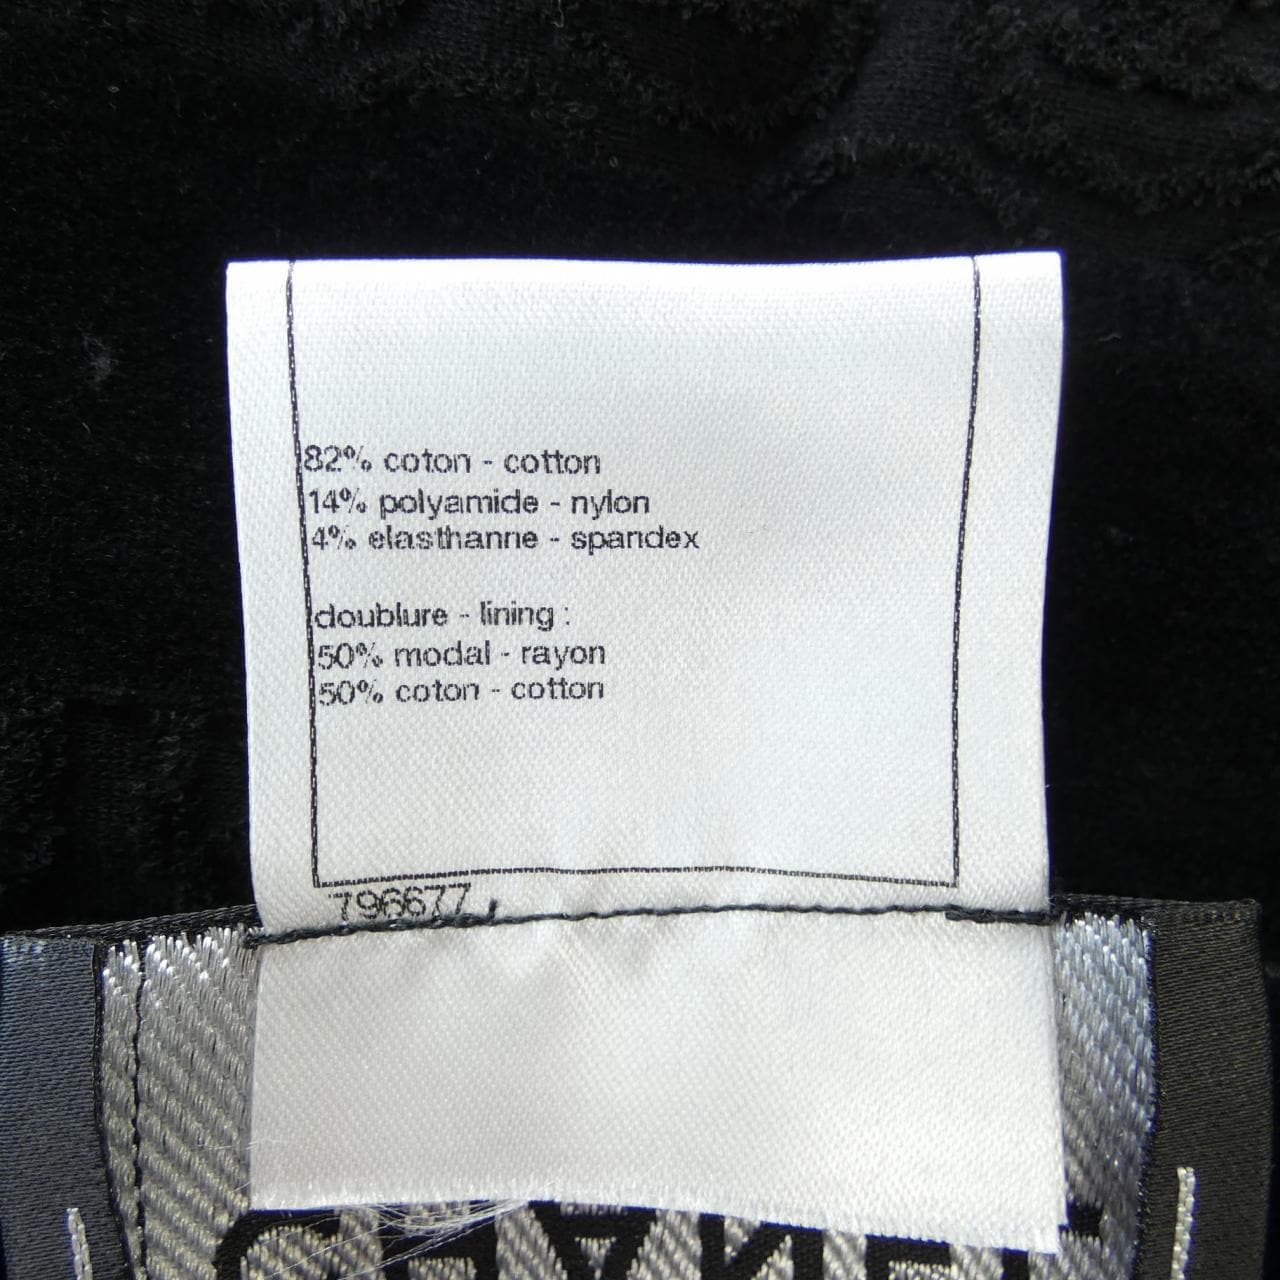 82% coton - cotton
14% polyamide - nylon
4% elasthanne - spandex
doublure - lining :
50% modal - rayon
50% coton - cotton
796677